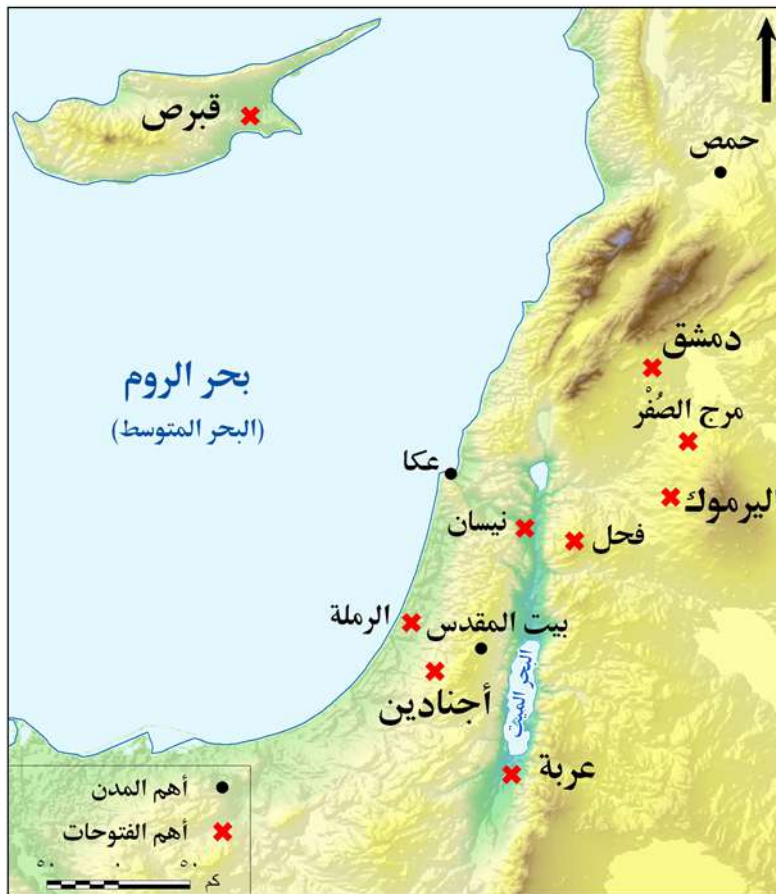 قبرص
حمص
دمشق
بحر الروم
(البحر المتوسط)
مرج الصُفْر
عكا
اليرموك
نيسان
فحل
الرملة
بيت المقدس
البحر الميت
أجنادين
عربة
أهم المدن
أهم الفتوحات
٥٠ ٠ ٥٠
كم